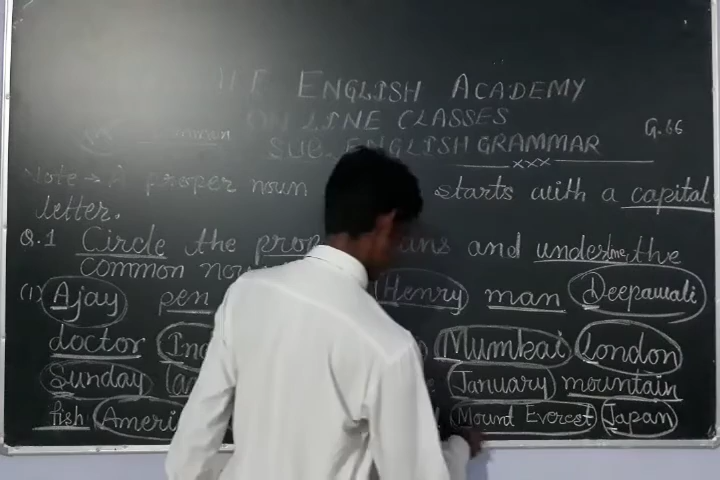 ENGLISH ACADEMY
ON LINE CLASSES
SUB. ENGLISH GRAMMAR G.66
Note → A proper noun starts with a capital
letter.
Q.1 Circle the and underline the
common
(1) Ajay pen Henry man Deepawali
doctor Mumbai London
Sunday January mountain
fish Mount Everest Japan